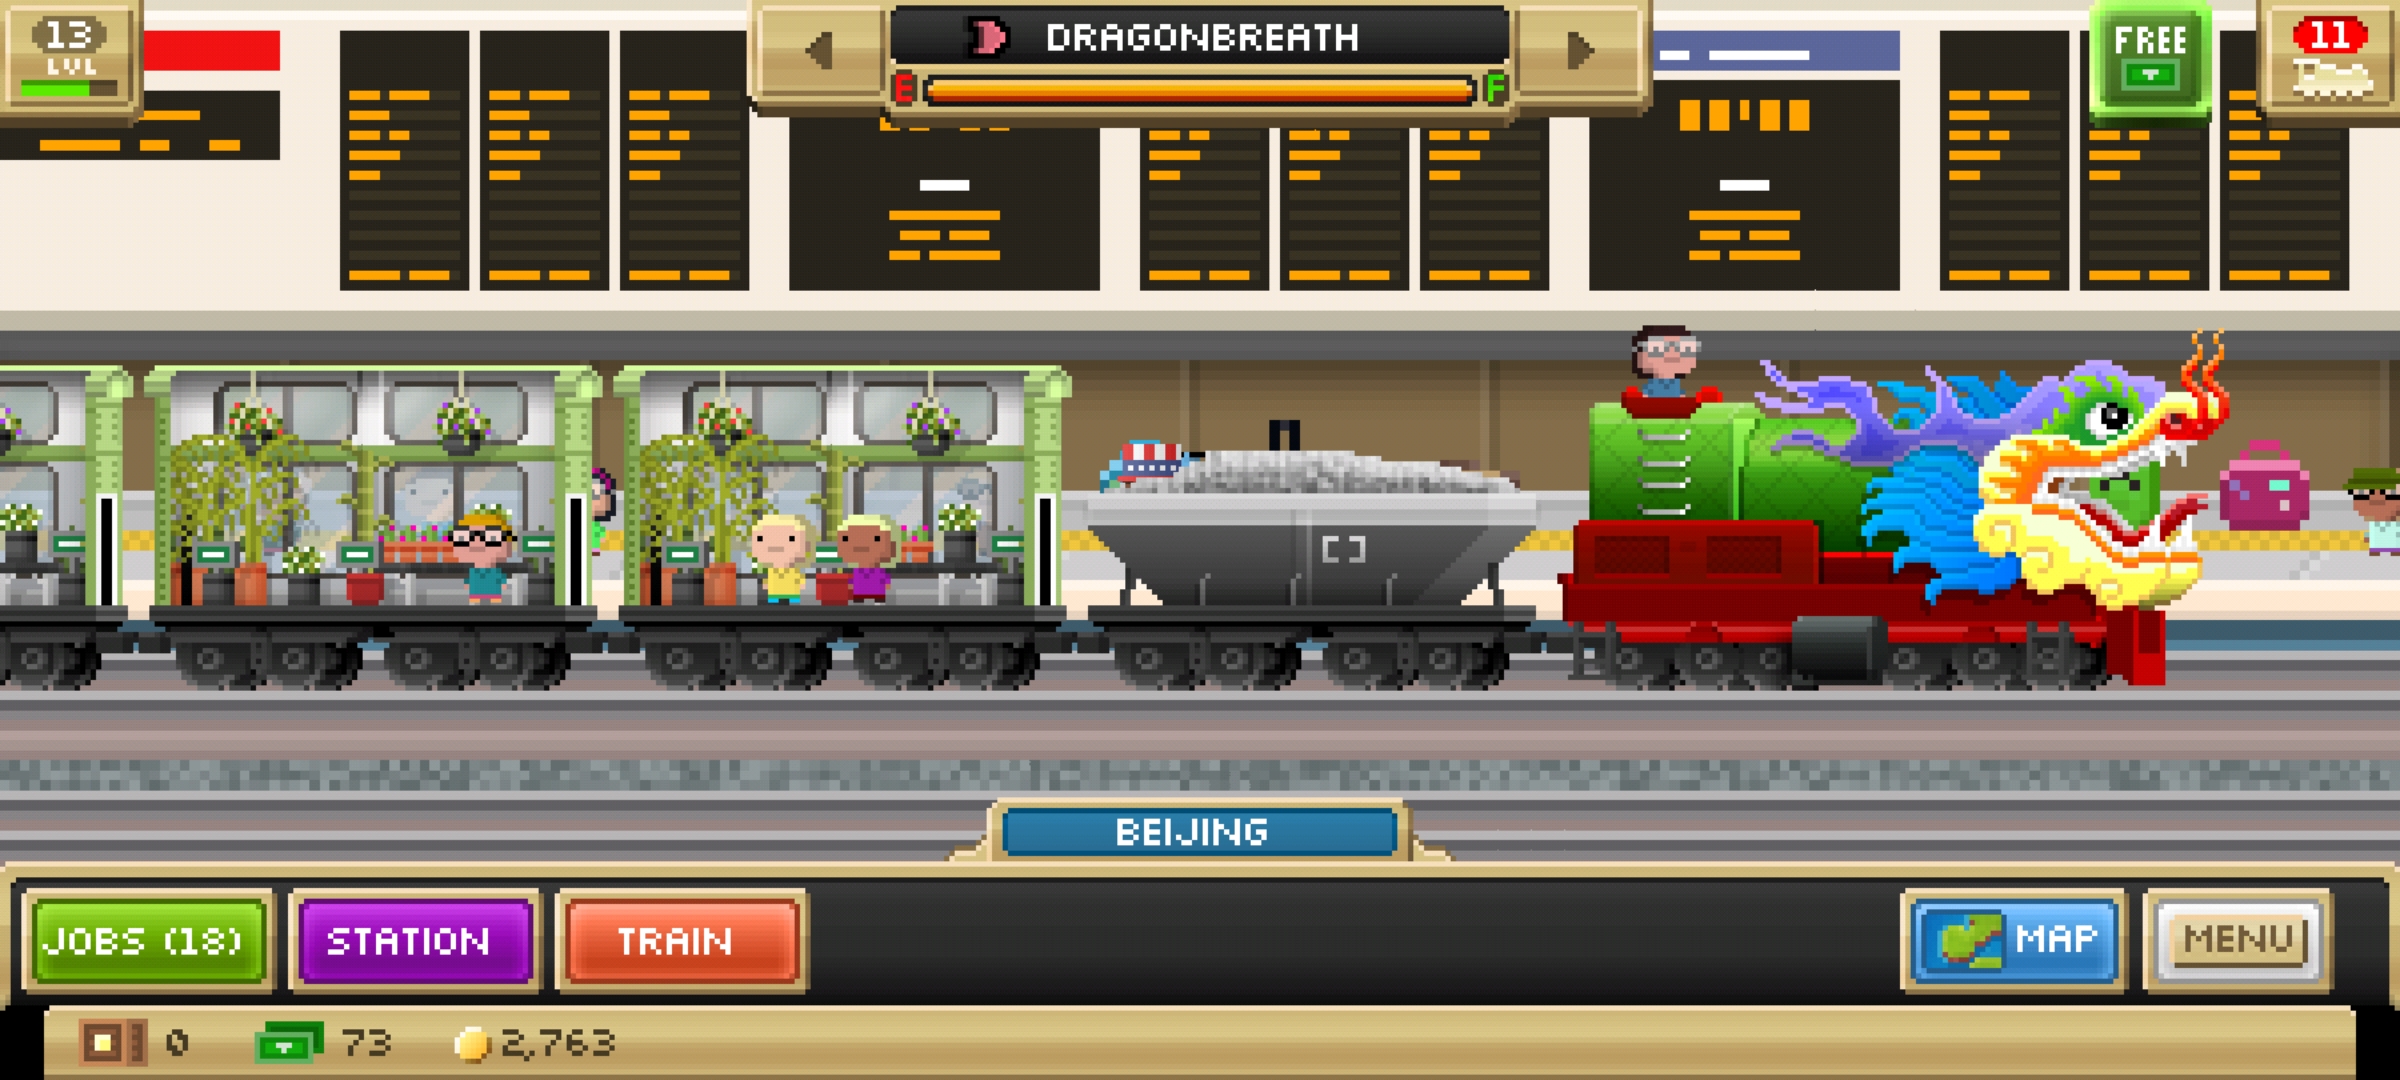 13
LVL
DRAGONBREATH
E
F
FREE
11
BEIJING
JOBS (18)
STATION
TRAIN
MAP
MENU
0
73
2,763